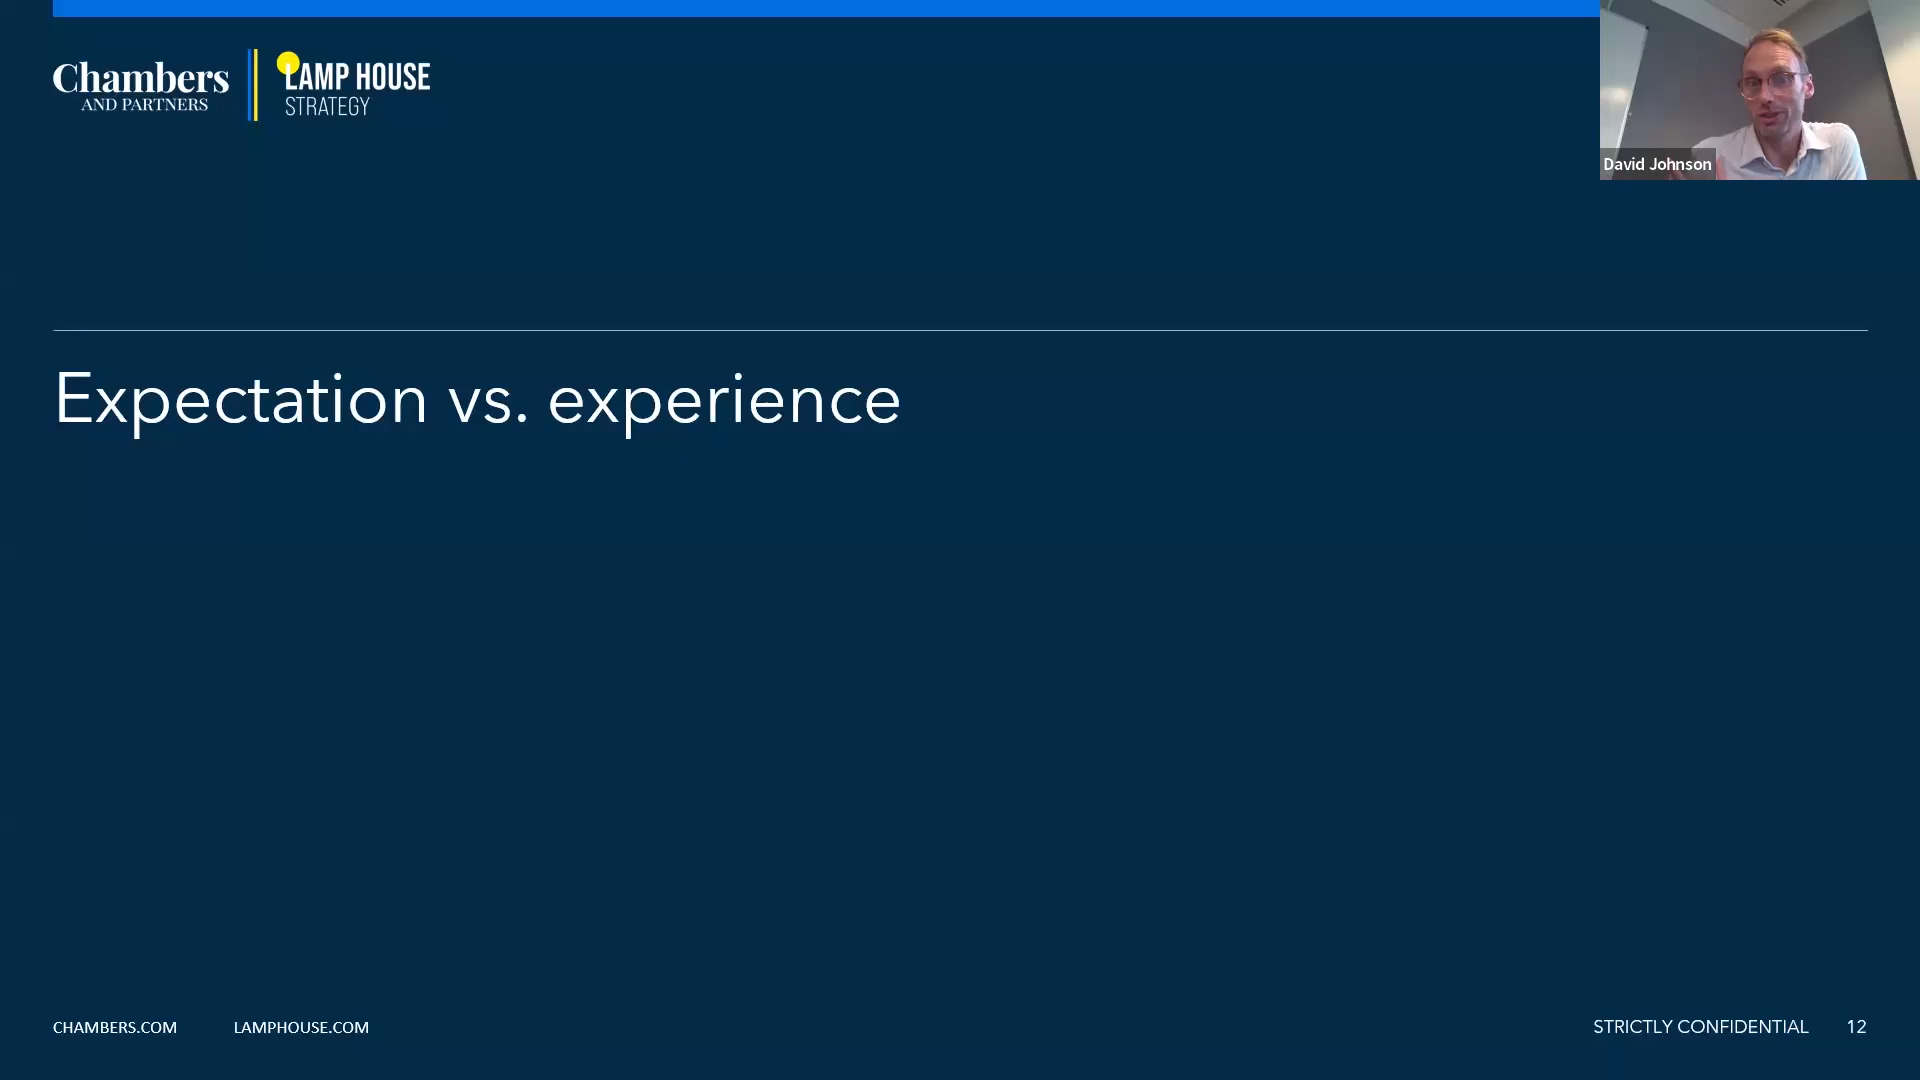 Chambers
AND PARTNERS
LAMP HOUSE
STRATEGY
David Johnson
Expectation vs. experience
CHAMBERS.COM
LAMPHOUSE.COM
STRICTLY CONFIDENTIAL
12